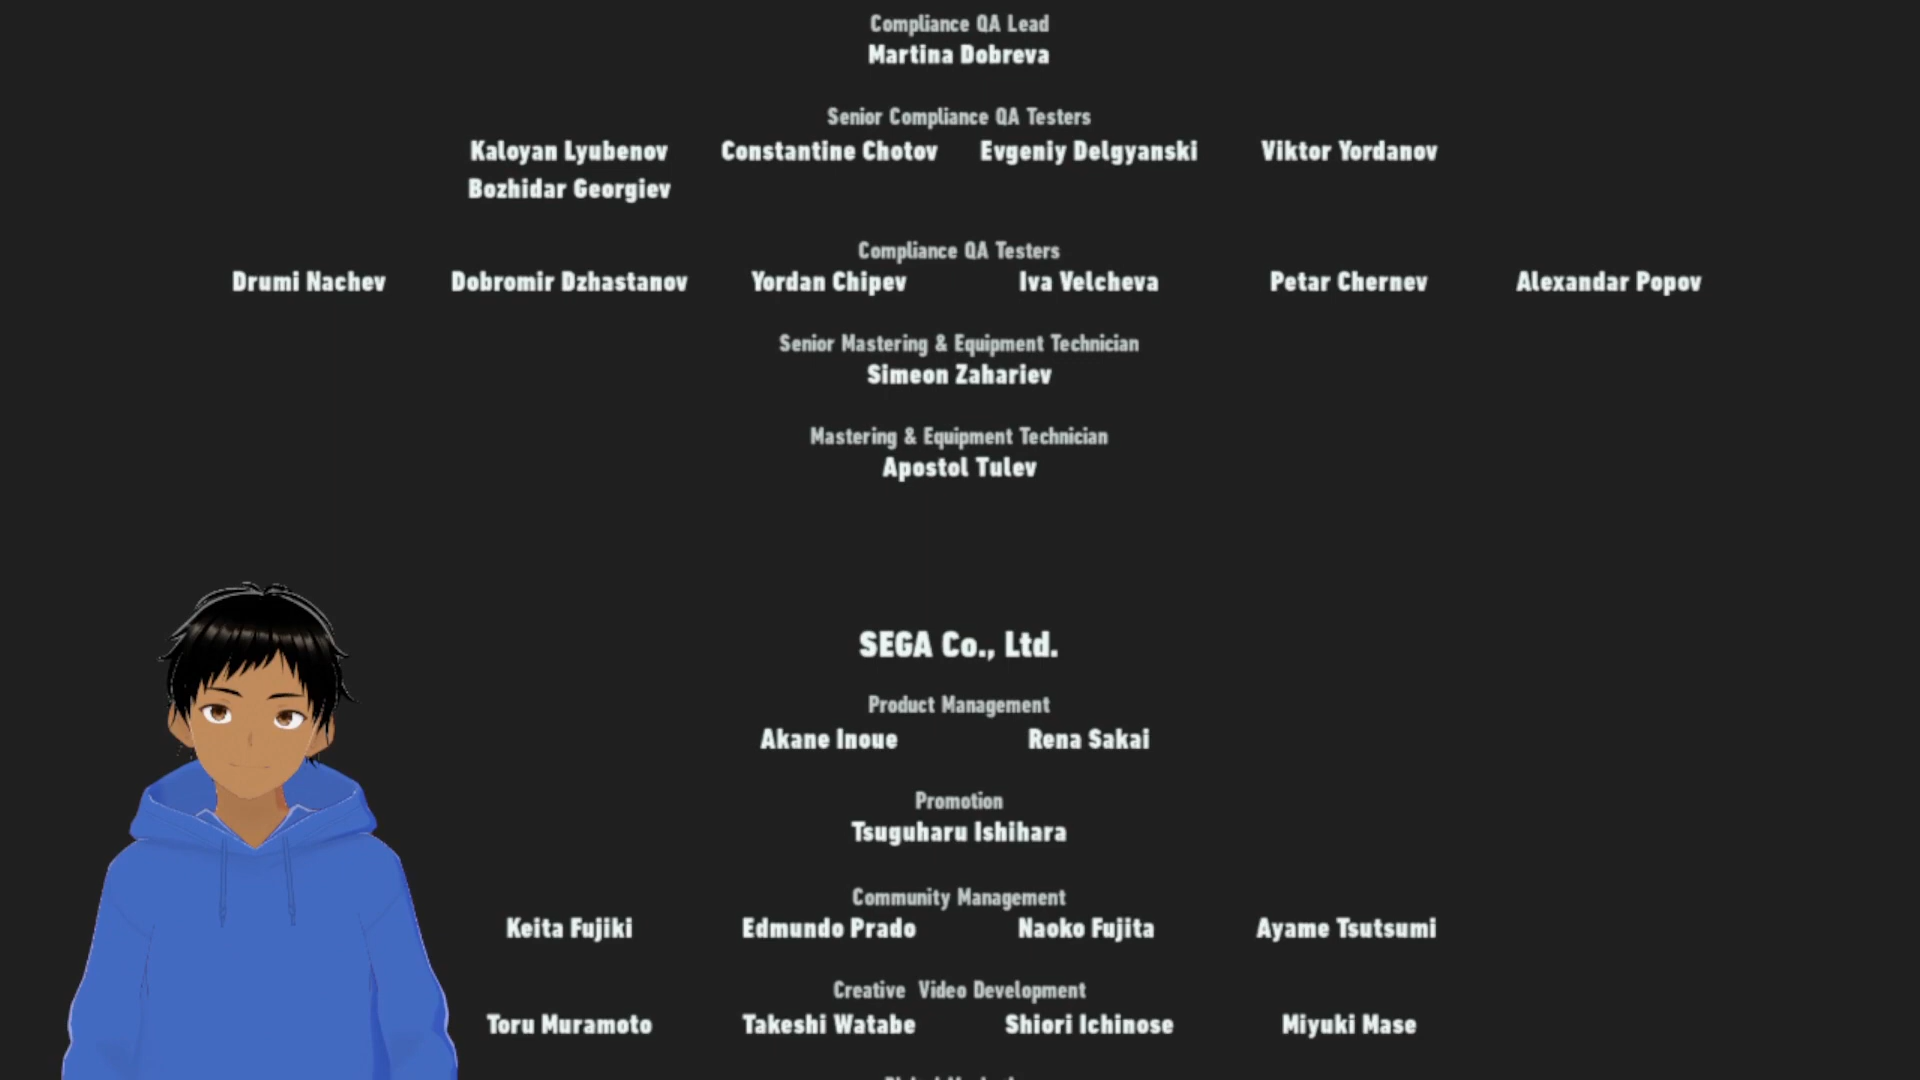 Compliance QA Lead
Martina Dobreva
Senior Compliance QA Testers
Kaloyan Lyubenov Constantine Chotov Evgeniy Delgyanski Viktor Yordanov
Bozhidar Georgiev
Compliance QA Testers
Drumi Nachev Dobromir Dzhastanov Yordan Chipev Iva Velcheva Petar Chernev Alexandar Popov
Senior Mastering & Equipment Technician
Simeon Zahariev
Mastering & Equipment Technician
Apostol Tulev
SEGA Co., Ltd.
Product Management
Akane Inoue Rena Sakai
Promotion
Tsuguharu Ishihara
Community Management
Keita Fujiki Edmundo Prado Naoko Fujita Ayame Tsutsumi
Creative Video Development
Toru Muramoto Takeshi Watabe Shiori Ichinose Miyuki Mase